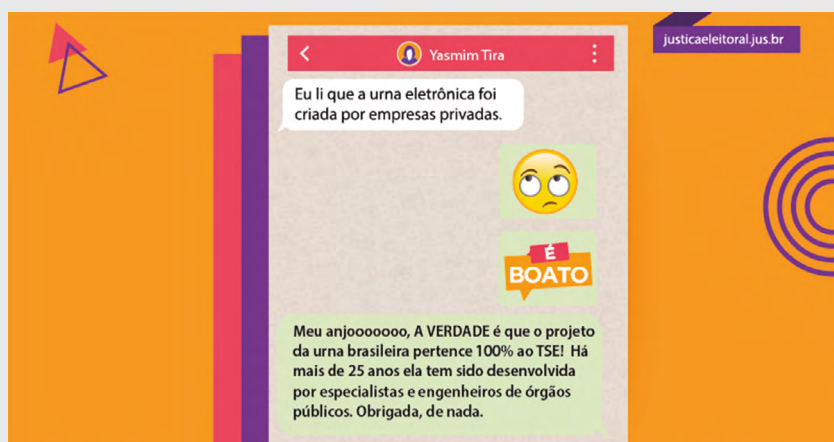 justicaeleitoral.jus.br
Yasmim Tira
Eu li que a urna eletrônica foi
criada por empresas privadas.
É
BOATO
Meu anjooooooo, A VERDADE é que o projeto
da urna brasileira pertence 100% ao TSE! Há
mais de 25 anos ela tem sido desenvolvida
por especialistas e engenheiros de órgãos
públicos. Obrigada, de nada.